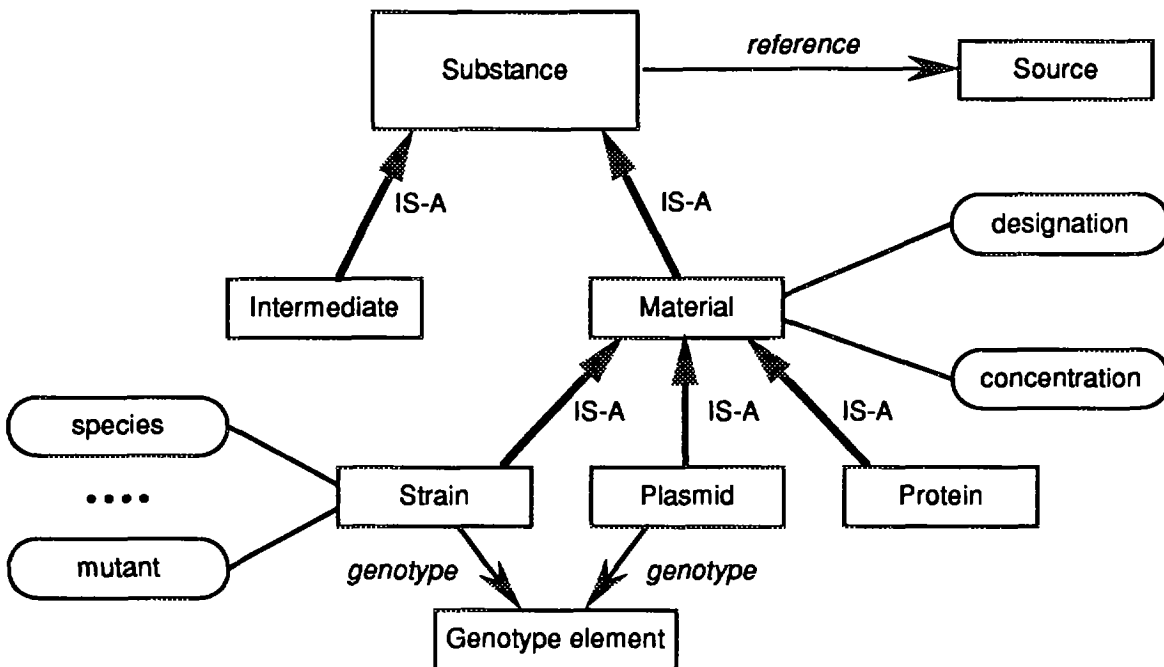 reference
Substance
Source
IS-A
IS-A
designation
Intermediate
Material
concentration
IS-A
IS-A
IS-A
species
Strain
Plasmid
Protein
mutant
genotype
genotype
Genotype element